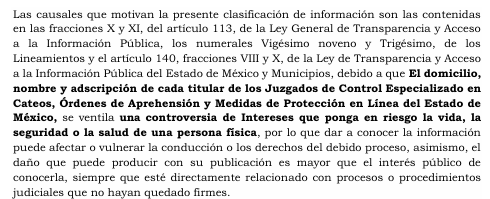 Las causales que motivan la presente clasificación de información son las contenidas
en las fracciones X y XI, del artículo 113, de la Ley General de Transparencia y Acceso
a la Información Pública, los numerales Vigésimo noveno y Trigésimo, de los
Lineamientos y el artículo 140, fracciones VIII y X, de la Ley de Transparencia y Acceso
a la Información Pública del Estado de México y Municipios, debido a que El domicilio,
nombre y adscripción de cada titular de los Juzgados de Control Especializado en
Cateos, Órdenes de Aprehensión y Medidas de Protección en Línea del Estado de
México, se ventila una controversia de Intereses que ponga en riesgo la vida, la
seguridad o la salud de una persona física, por lo que dar a conocer la información
puede afectar o vulnerar la conducción o los derechos del debido proceso, asimismo, el
daño que puede producir con su publicación es mayor que el interés público de
conocerla, siempre que esté directamente relacionado con procesos o procedimientos
judiciales que no hayan quedado firmes.